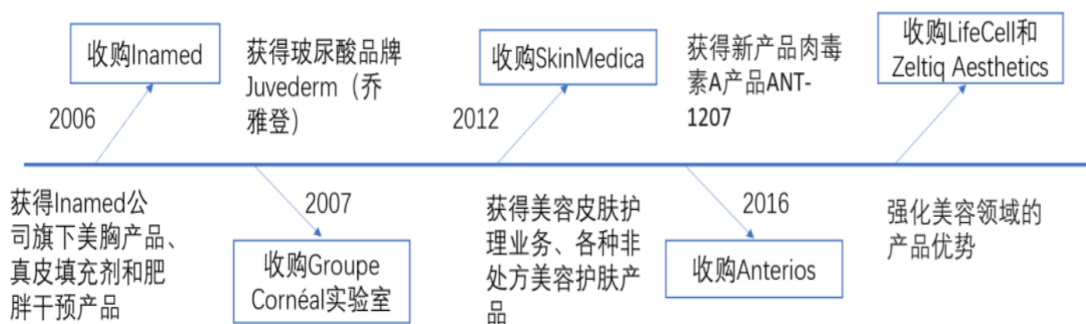 收购Inamed
2006
获得Inamed公
司旗下美胸产品、
真皮填充剂和肥
胖干预产品
获得玻尿酸品牌
Juvederm（乔
雅登）
2007
收购Groupe
Cornéal实验室
收购SkinMedica
2012
获得美容皮肤护
理业务、各种非
处方美容护肤产
品
获得新产品肉毒
素A产品ANT-
1207
2016
收购Anterios
收购LifeCell和
Zeltiq Aesthetics
强化美容领域的
产品优势